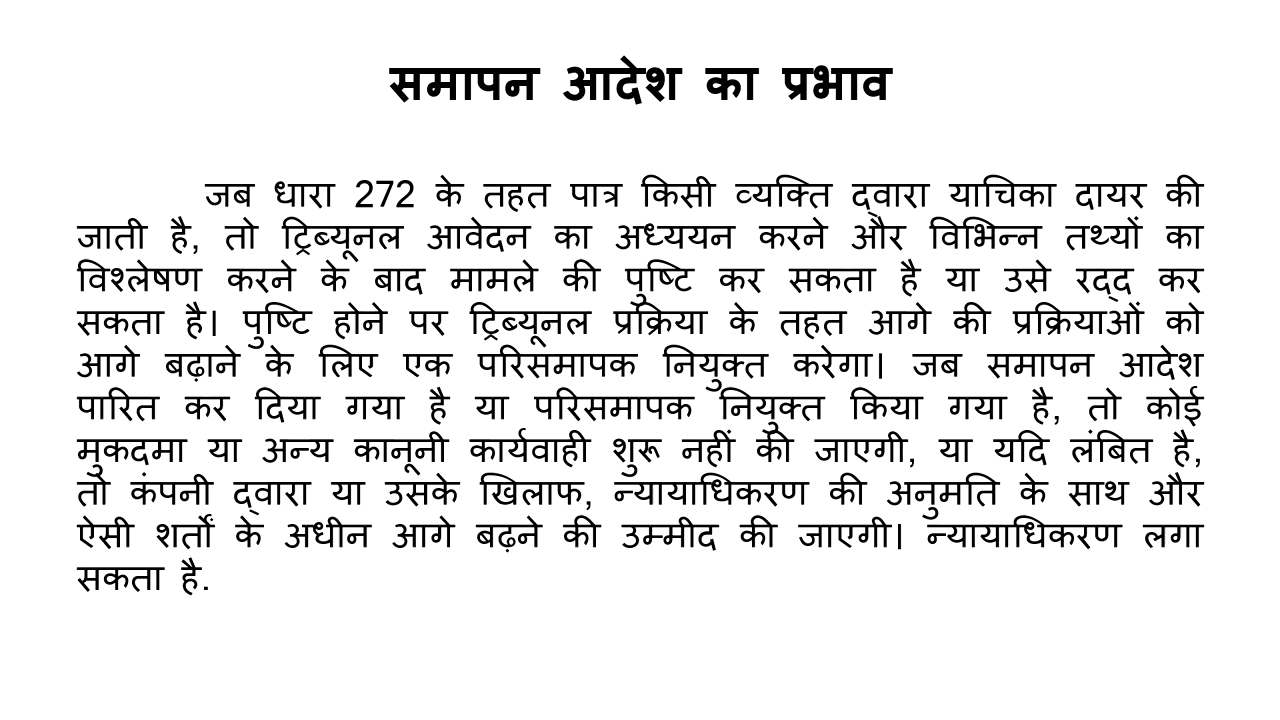 समापन आदेश का प्रभाव
जब धारा 272 के तहत पात्र किसी व्यक्ति द्वारा याचिका दायर की
जाती है, तो ट्रिब्यूनल आवेदन का अध्ययन करने और विभिन्न तथ्यों का
विश्लेषण करने के बाद मामले की पुष्टि कर सकता है या उसे रद्द कर
सकता है। पुष्टि होने पर ट्रिब्यूनल प्रक्रिया के तहत आगे की प्रक्रियाओं को
आगे बढ़ाने के लिए एक परिसमापक नियुक्त करेगा। जब समापन आदेश
पारित कर दिया गया है या परिसमापक नियुक्त किया गया है, तो कोई
मुकदमा या अन्य कानूनी कार्यवाही शुरू नहीं की जाएगी, या यदि लंबित है,
तो कंपनी द्वारा या उसके खिलाफ, न्यायाधिकरण की अनुमति के साथ और
ऐसी शर्तों के अधीन आगे बढ़ने की उम्मीद की जाएगी। न्यायाधिकरण लगा
सकता है.